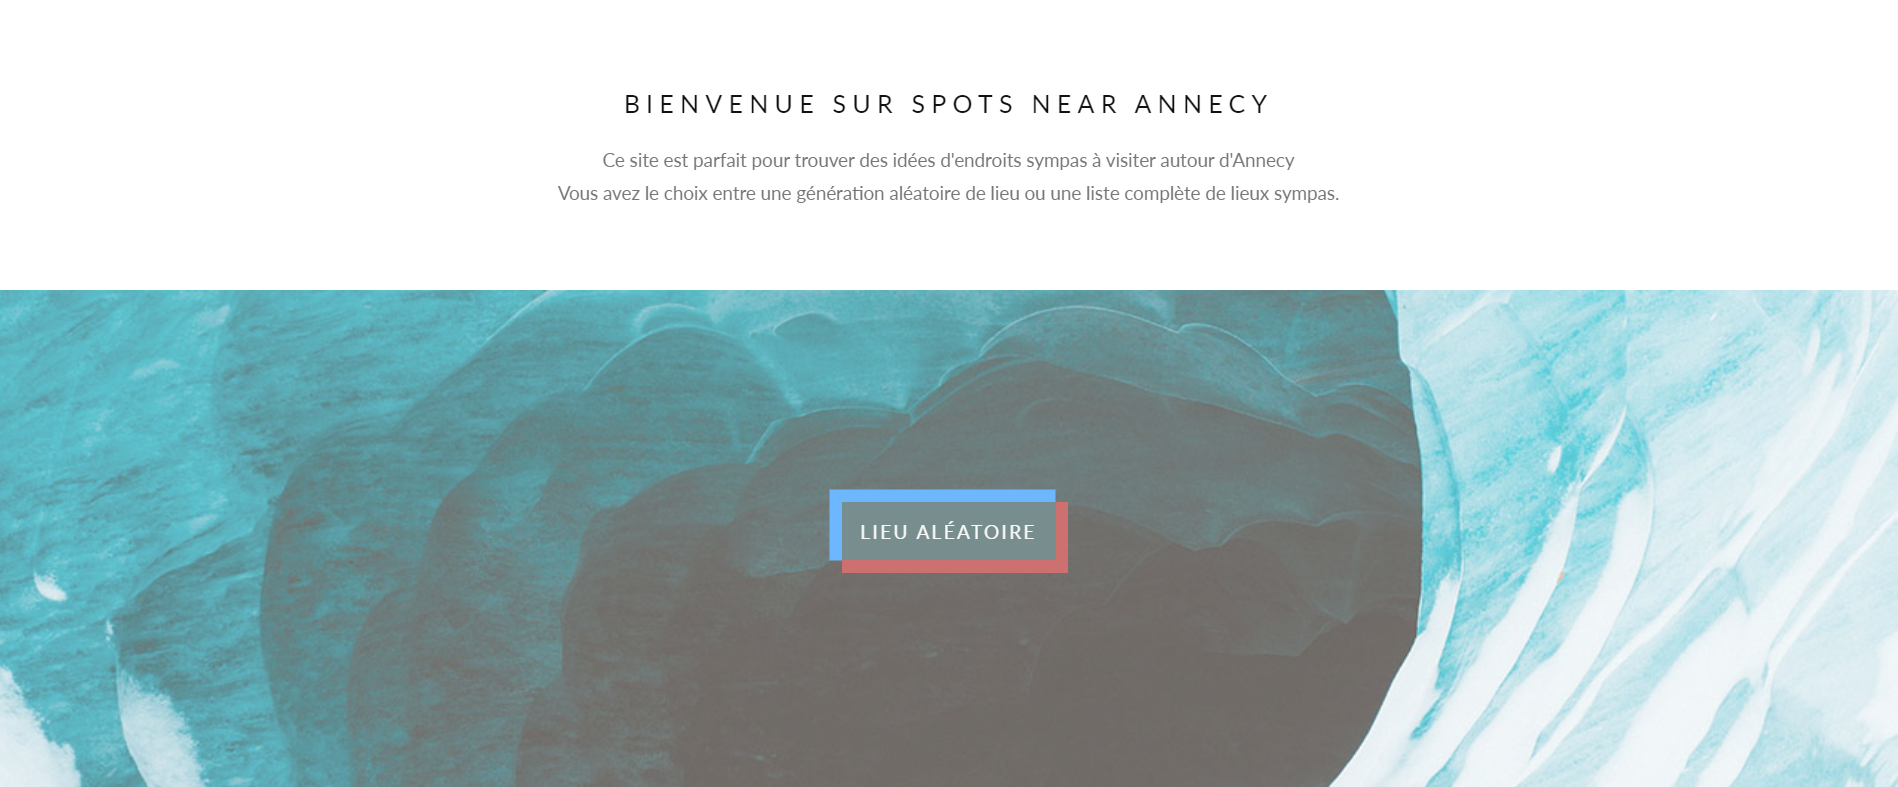 BIENVENUE SUR SPOTS NEAR ANNECY
Ce site est parfait pour trouver des idées d'endroits sympas à visiter autour d'Annecy
Vous avez le choix entre une génération aléatoire de lieu ou une liste complète de lieux sympas.
LIEU ALÉATOIRE